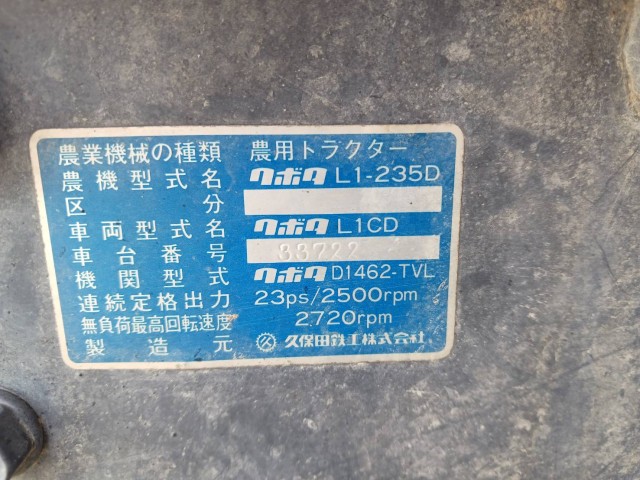 農業機械の種類 農用トラクター
農機型式名 クボタ L1-235D
区分
車両型式名 クボタ L1CD
車台番号 33722
機関型式 クボタ D1462-TVL
連続定格出力 23ps/2500rpm
無負荷最高回転速度 2720rpm
製造元 久保田鉄工株式会社